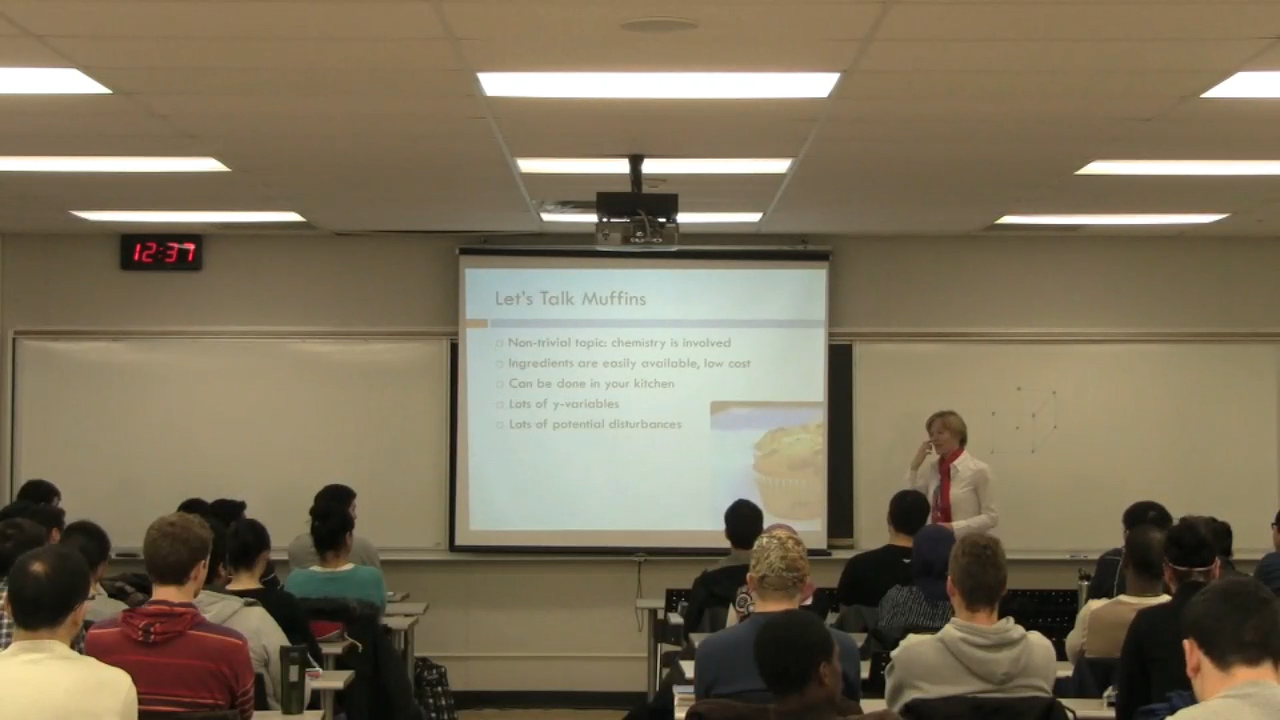 12:37
Let's Talk Muffins
Non-trivial topic: chemistry is involved
Ingredients are easily available, low cost
Can be done in your kitchen
Lots of y-variables
Lots of potential disturbances